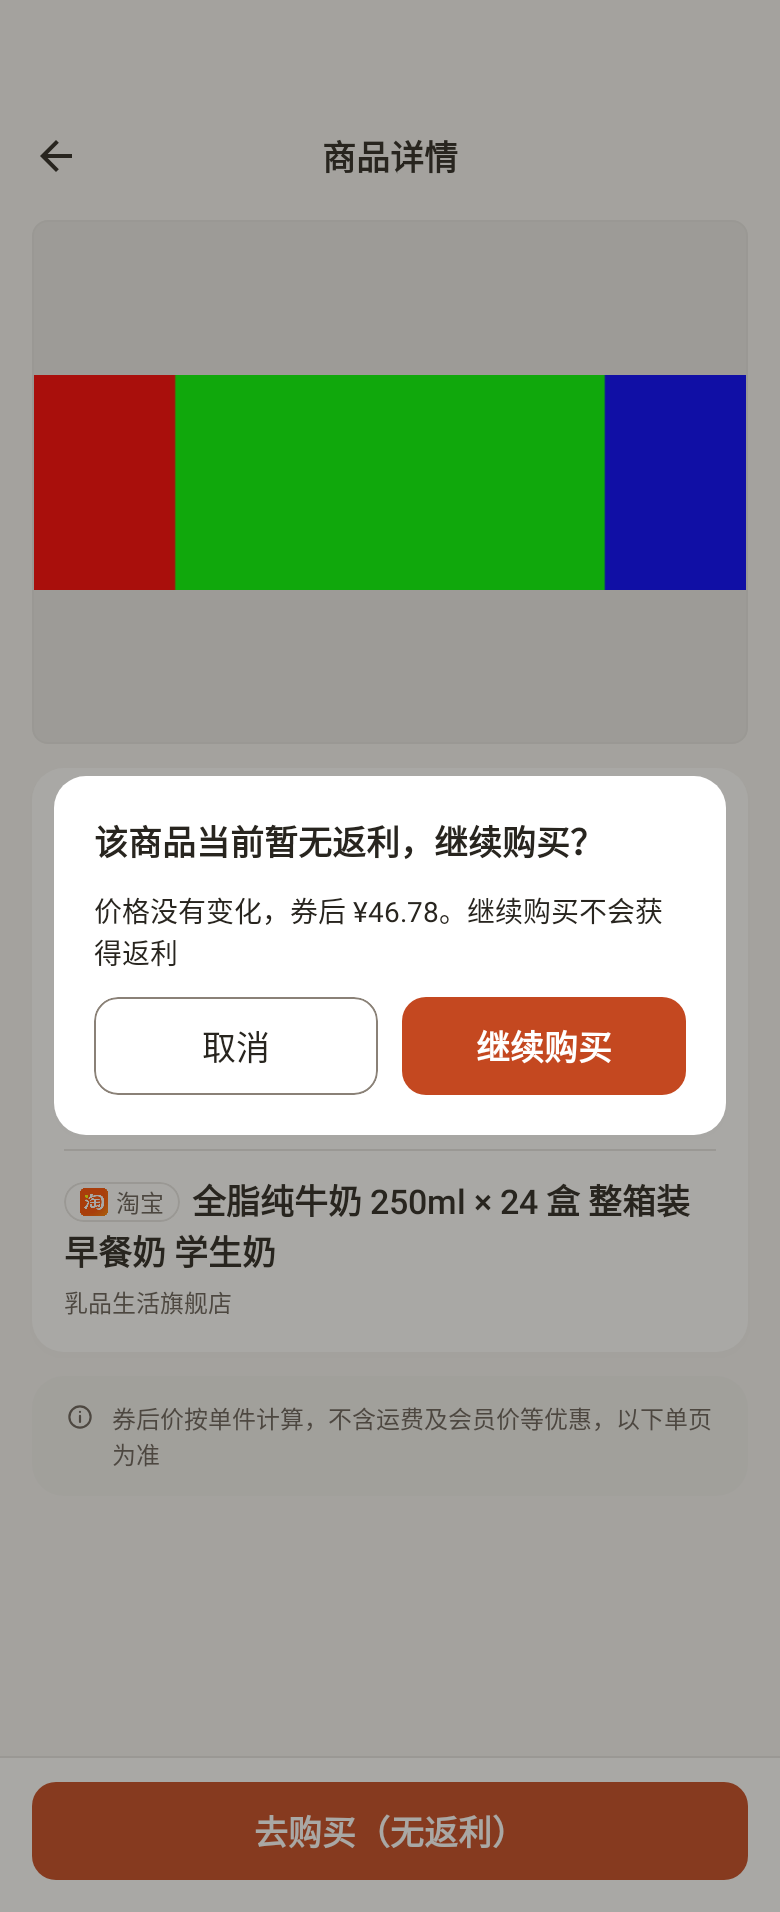 商品详情
该商品当前暂无返利，继续购买?
价格没有变化，券后 ¥46.78。继续购买不会获
得返利
取消
继续购买
淘 淘宝 全脂纯牛奶 250ml × 24 盒 整箱装
早餐奶 学生奶
乳品生活旗舰店
券后价按单件计算，不含运费及会员价等优惠，以下单页
为准
去购买（无返利）